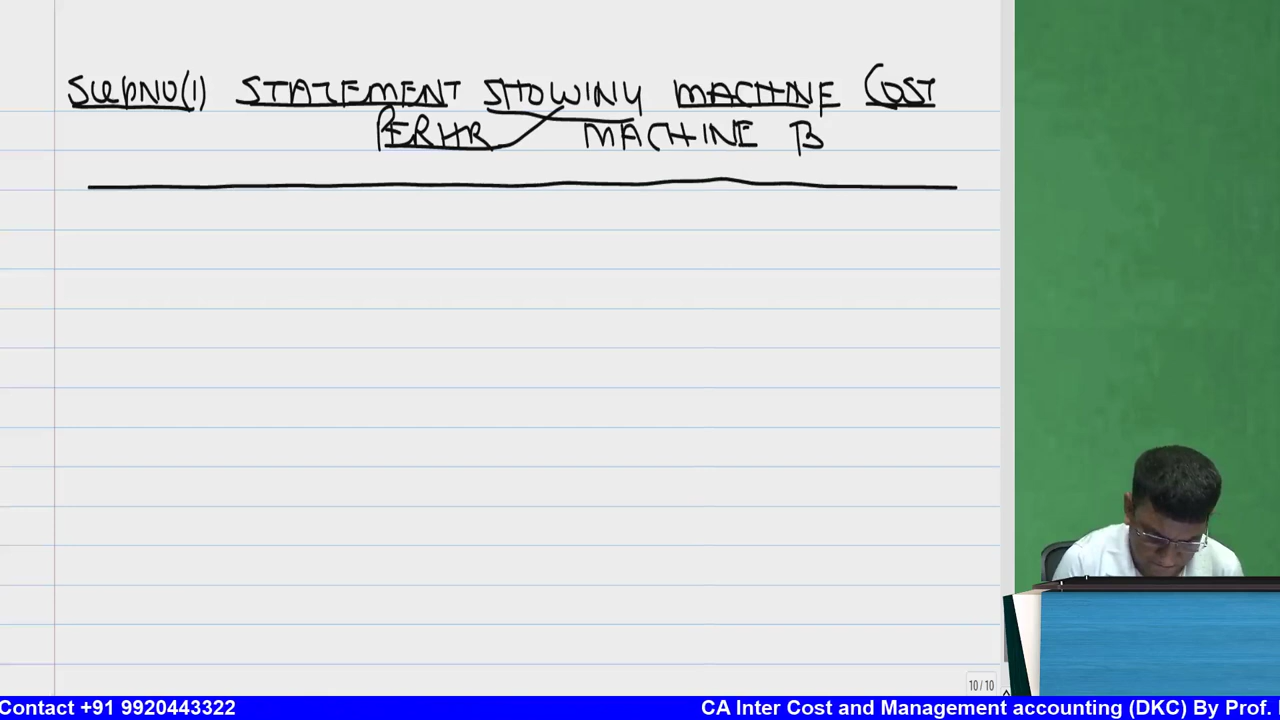 StepNo(1) STATEMENT SHOWING MACHINE COST
PER HR MACHINE B
10 / 10
Contact +91 9920443322 CA Inter Cost and Management accounting (DKC) By Prof.